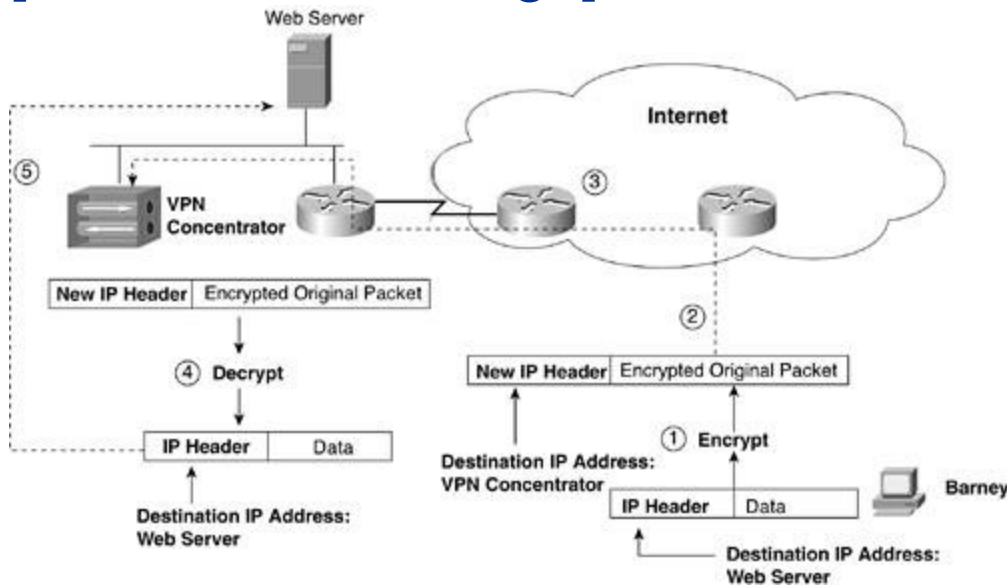 Web Server
Internet
⑤
③
VPN
Concentrator
New IP Header Encrypted Original Packet
②
④ Decrypt
New IP Header Encrypted Original Packet
① Encrypt
IP Header Data
Destination IP Address:
VPN Concentrator
Barney
IP Header Data
Destination IP Address:
Web Server
Destination IP Address:
Web Server